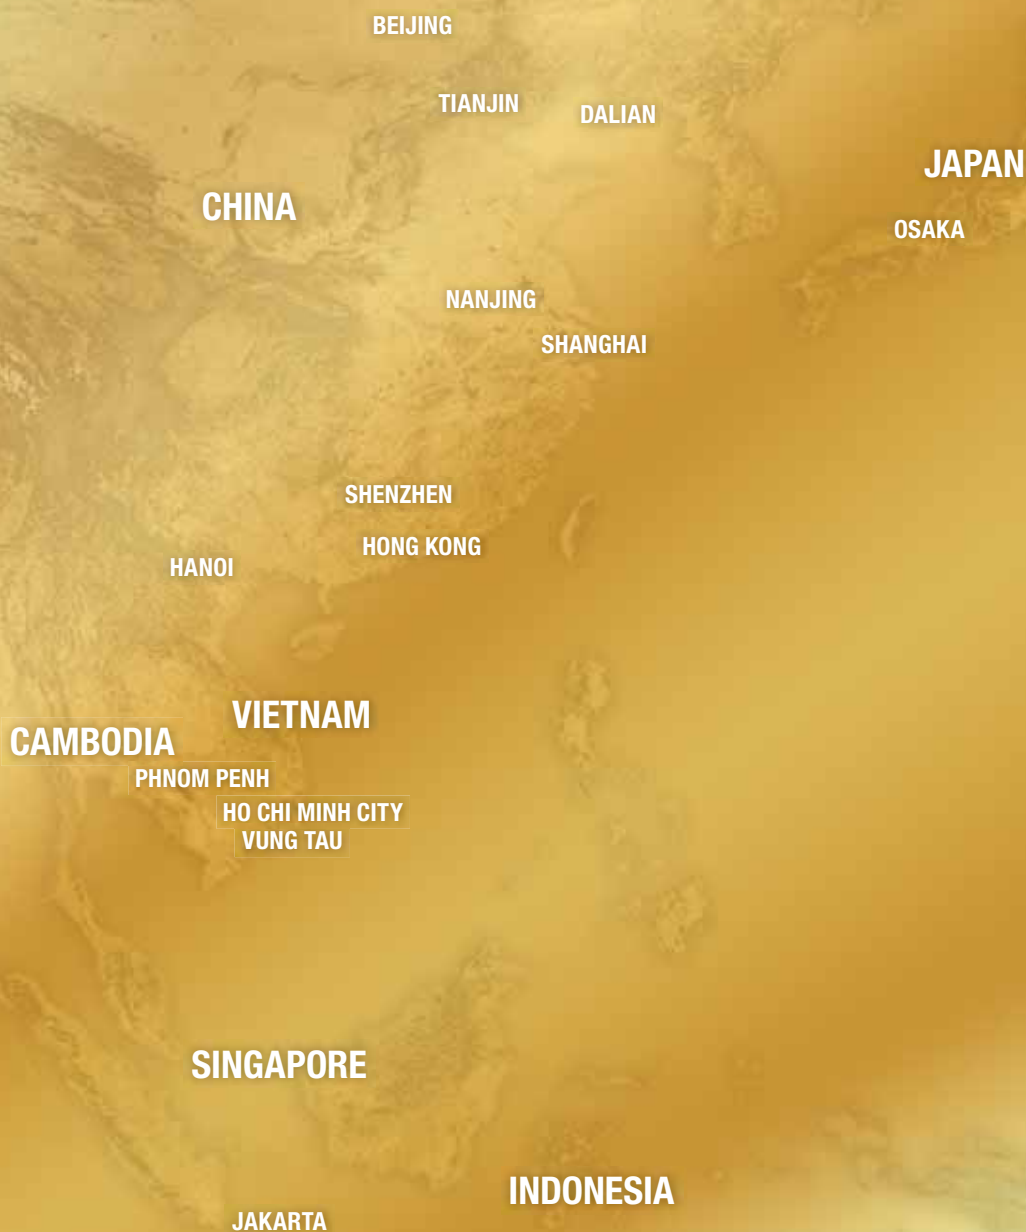 BEIJING
TIANJIN
DALIAN
JAPAN
CHINA
OSAKA
NANJING
SHANGHAI
SHENZHEN
HONG KONG
HANOI
VIETNAM
CAMBODIA
PHNOM PENH
HO CHI MINH CITY
VUNG TAU
SINGAPORE
INDONESIA
JAKARTA